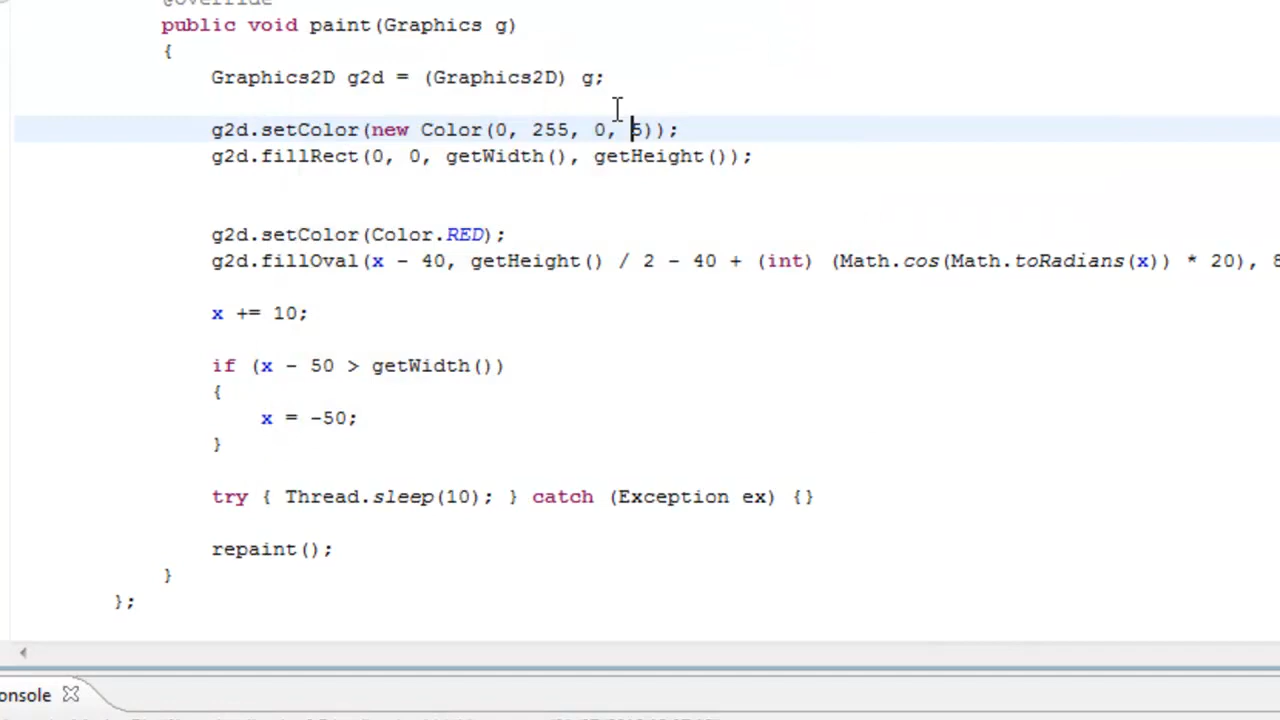 @Override
public void paint(Graphics g)
{
Graphics2D g2d = (Graphics2D) g;
g2d.setColor(new Color(0, 255, 0, 5));
g2d.fillRect(0, 0, getWidth(), getHeight());
g2d.setColor(Color.RED);
g2d.fillOval(x - 40, getHeight() / 2 - 40 + (int) (Math.cos(Math.toRadians(x)) * 20), 8
x += 10;
if (x - 50 > getWidth())
{
x = -50;
}
try { Thread.sleep(10); } catch (Exception ex) {}
repaint();
}
};
onsole